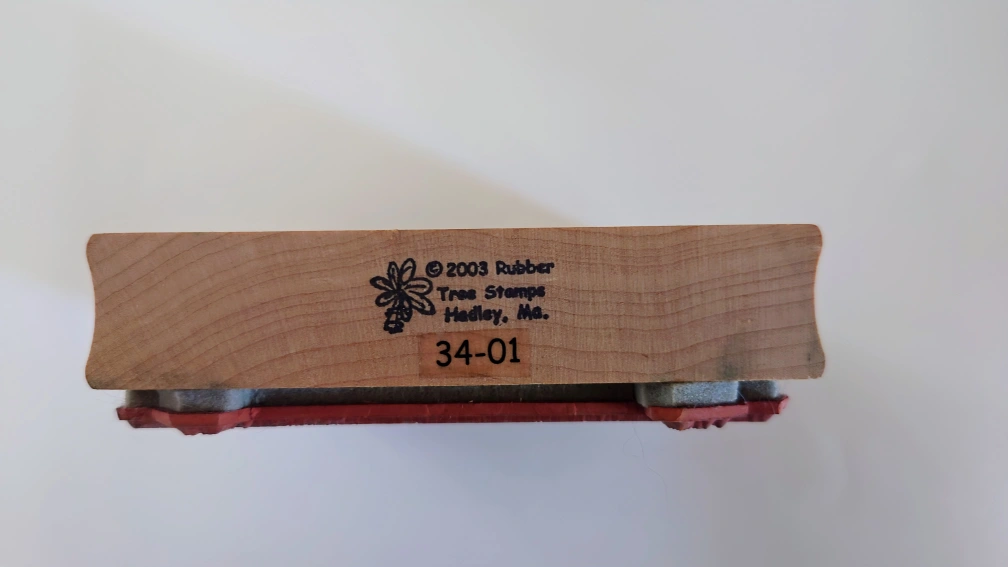 © 2003 Rubber
Tree Stamps
Hadley, Ma.
34-01